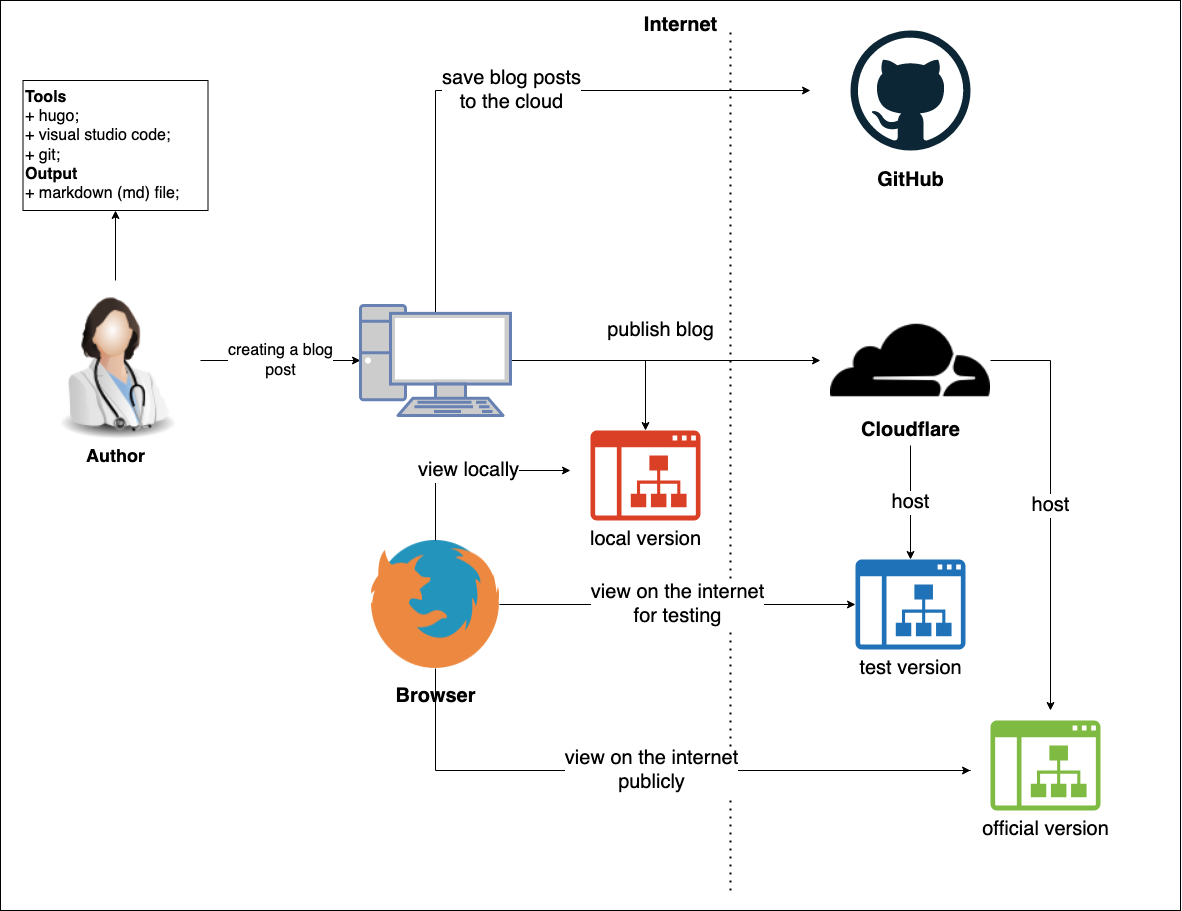 Internet
save blog posts
to the cloud
Tools
+ hugo;
+ visual studio code;
+ git;
Output
+ markdown (md) file;
GitHub
publish blog
creating a blog
post
Cloudflare
Author
view locally
host
host
local version
view on the internet
for testing
test version
Browser
view on the internet
publicly
official version